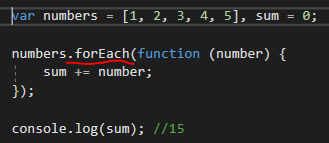 var numbers = [1, 2, 3, 4, 5], sum = 0;
numbers.forEach(function (number) {
    sum += number;
});
console.log(sum); //15